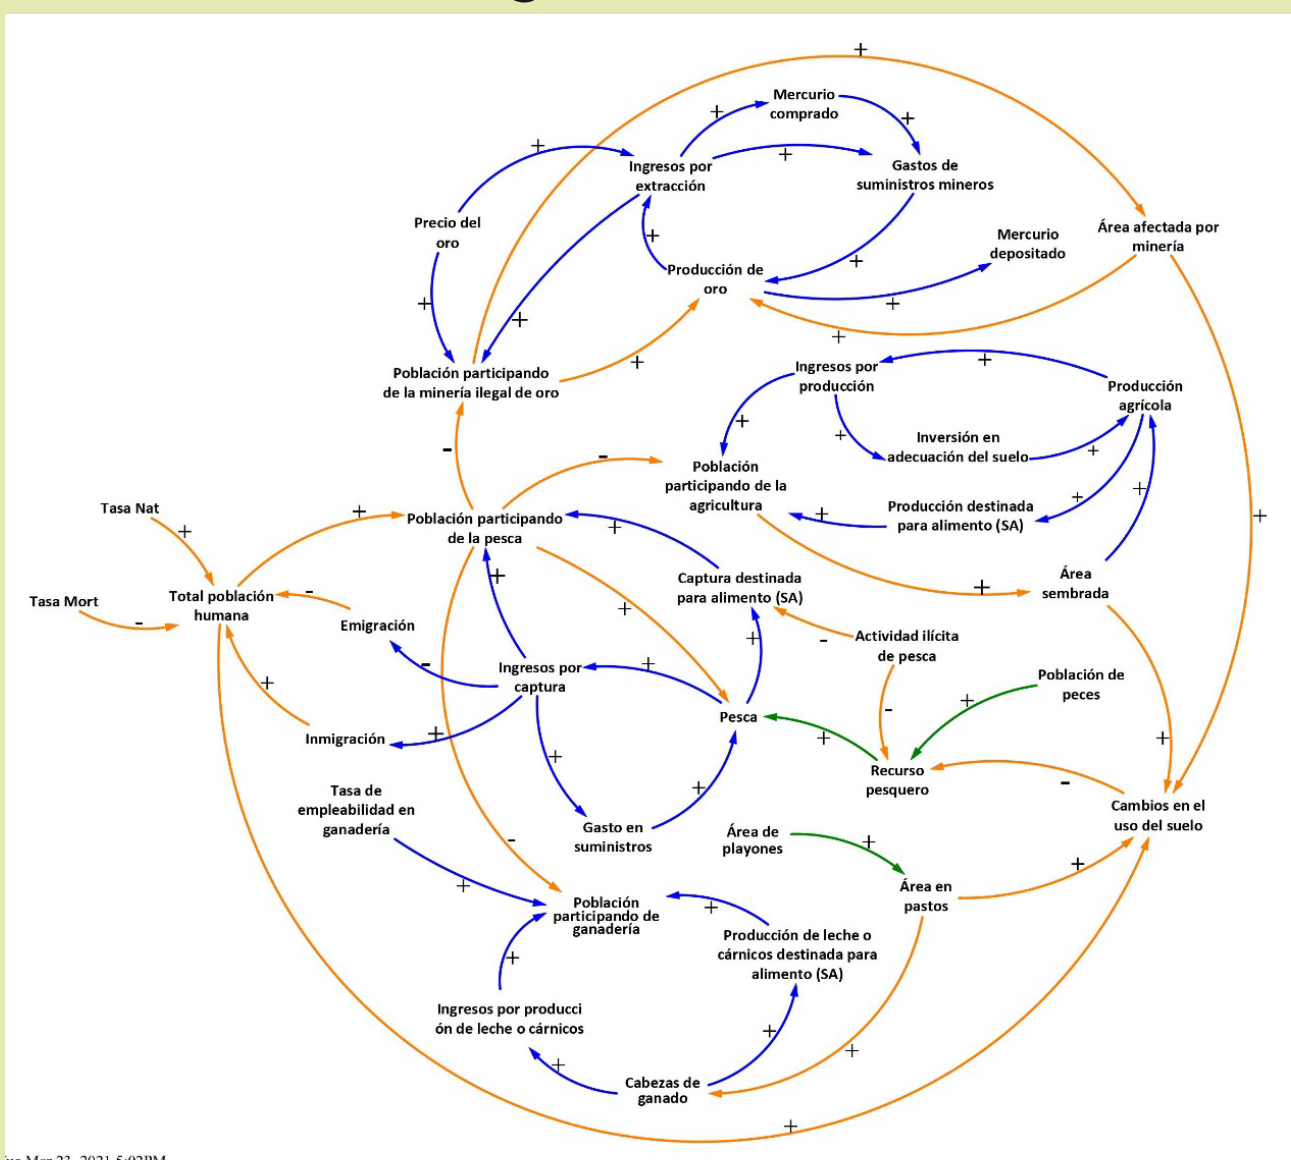 +
Mercurio
comprado
+
+
+
+
Ingresos por
extracción
Gastos de
suministros mineros
Precio del
oro
+
Mercurio
depositado
Área afectada por
minería
Producción de
oro
+
+
+
+
+
+
Población participando
de la minería ilegal de oro
Ingresos por
producción
+
Producción
agrícola
+
+
-
-
Inversión en
adecuación del suelo
+
Población
participando de la
agricultura
+
+
Tasa Nat
+
+
Población participando
de la pesca
+
Producción destinada
para alimento (SA)
+
+
Captura destinada
para alimento (SA)
+
Área
sembrada
+
Tasa Mort
-
Total población
humana
-
Emigración
+
+
-
Actividad ilícita
de pesca
-
Ingresos por
captura
+
+
Población de
peces
+
-
Pesca
+
Inmigración
+
+
+
+
Recurso
pesquero
-
Tasa de
empleabilidad en
ganadería
Gasto en
suministros
Área de
playones
+
Cambios en el
uso del suelo
-
+
+
Población
participando de
ganadería
+
Área en
pastos
Producción de leche o
cárnicos destinada para
alimento (SA)
+
Ingresos por producci
ón de leche o cárnicos
+
+
+
Cabezas de
ganado
+